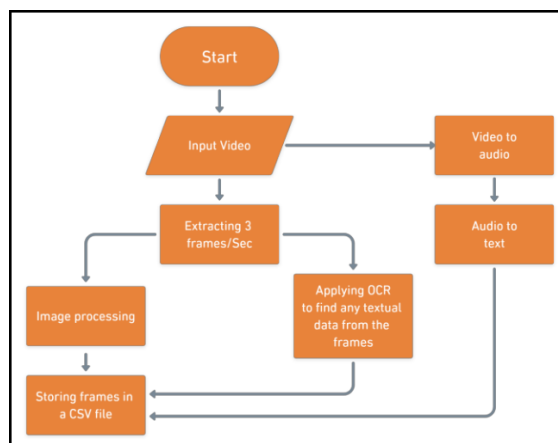 Start
Input Video
Video to
audio
Extracting 3
frames/Sec
Audio to
text
Image processing
Applying OCR
to find any textual
data from the
frames
Storing frames in
a CSV file